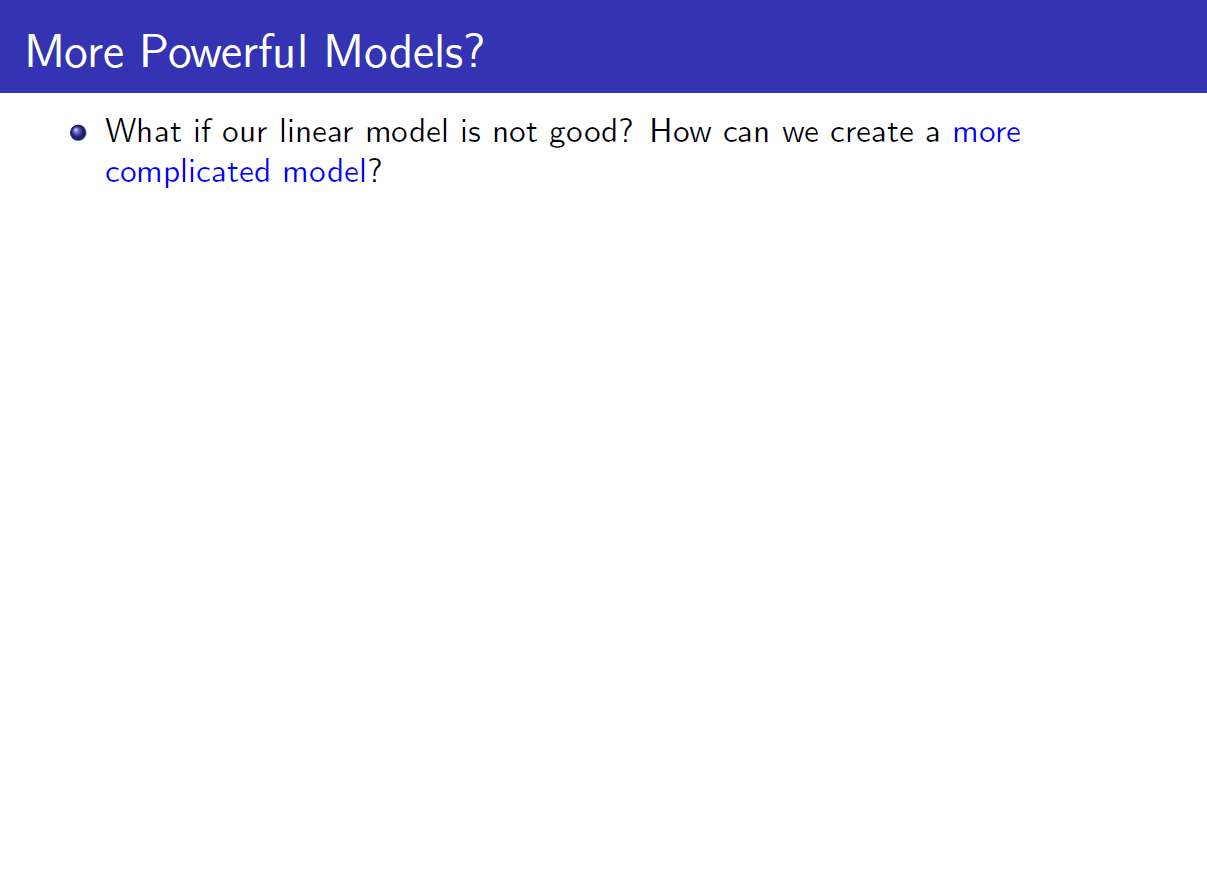 More Powerful Models?
What if our linear model is not good? How can we create a more
complicated model?